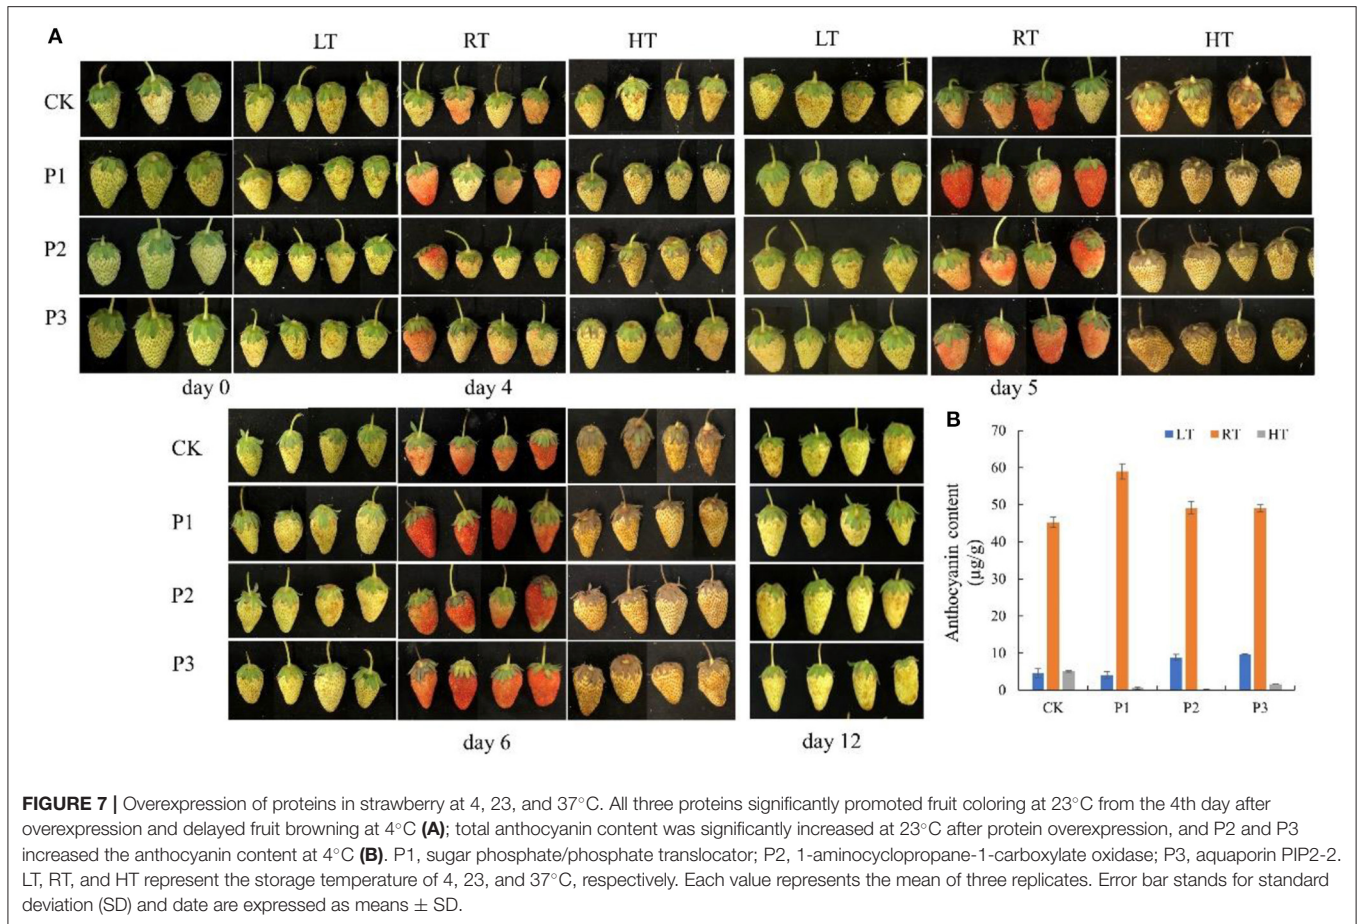 A
LT RT HT LT RT HT
CK
P1
P2
P3
day 0 day 4 day 5
CK
P1
P2
P3
day 6 day 12
B
70
60
50
40
30
20
10
0
Anthocyanin content
(µg/g)
LT RT HT
CK P1 P2 P3
FIGURE 7 | Overexpression of proteins in strawberry at 4, 23, and 37°C. All three proteins significantly promoted fruit coloring at 23°C from the 4th day after
overexpression and delayed fruit browning at 4°C (A); total anthocyanin content was significantly increased at 23°C after protein overexpression, and P2 and P3
increased the anthocyanin content at 4°C (B). P1, sugar phosphate/phosphate translocator; P2, 1-aminocyclopropane-1-carboxylate oxidase; P3, aquaporin PIP2-2.
LT, RT, and HT represent the storage temperature of 4, 23, and 37°C, respectively. Each value represents the mean of three replicates. Error bar stands for standard
deviation (SD) and date are expressed as means ± SD.